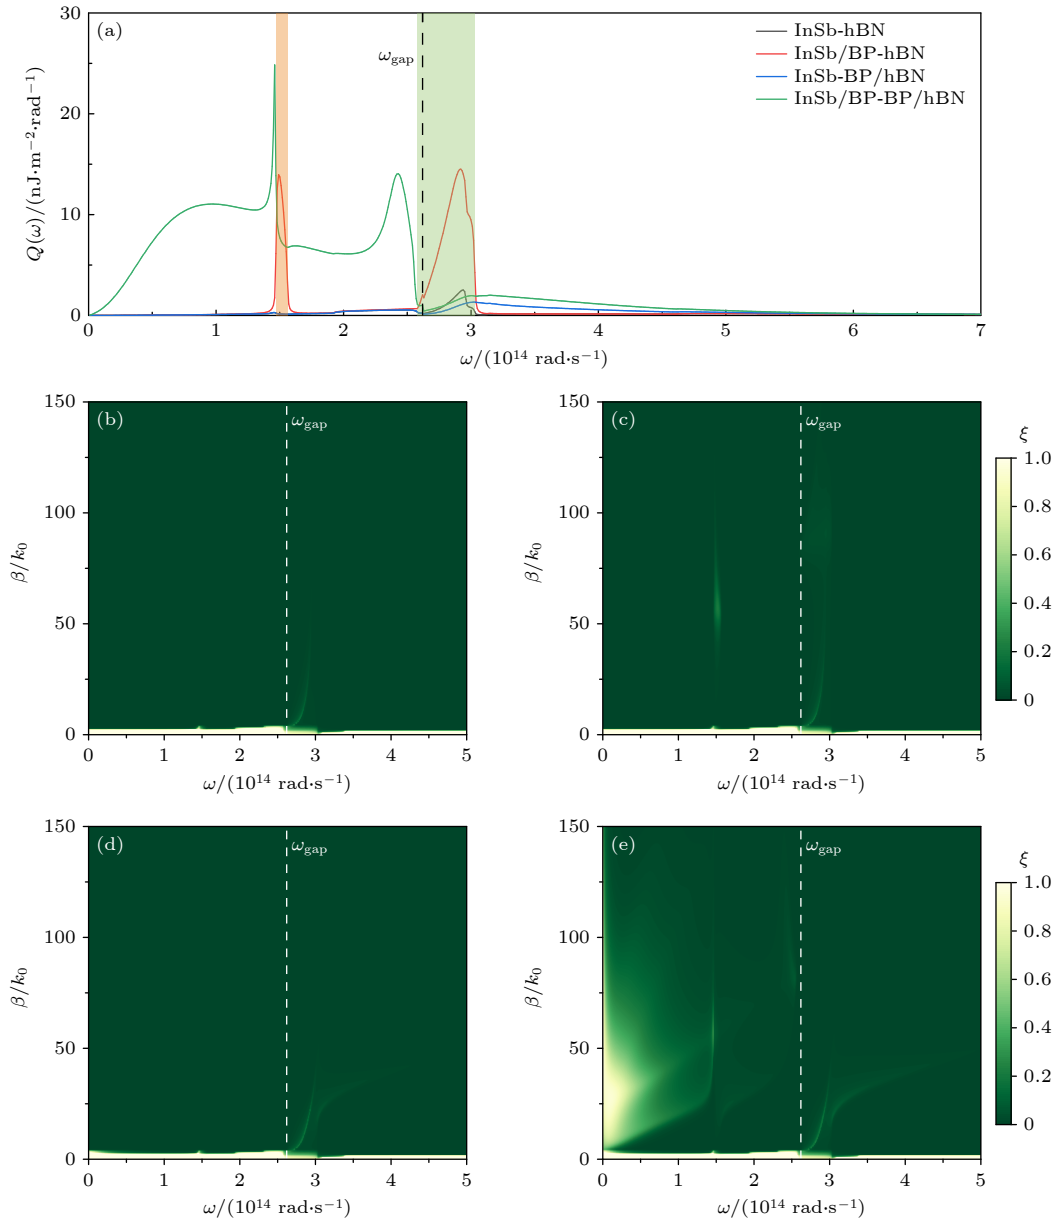 (a)
InSb-hBN
InSb/BP-hBN
InSb-BP/hBN
InSb/BP-BP/hBN
ω_gap
Q(ω)/(nJ·m⁻²·rad⁻¹)
30
20
10
0
0 1 2 3 4 5 6 7
ω/(10¹⁴ rad·s⁻¹)
(b)
ω_gap
β/k₀
150
100
50
0
0 1 2 3 4 5
ω/(10¹⁴ rad·s⁻¹)
(c)
ω_gap
β/k₀
150
100
50
0
0 1 2 3 4 5
ω/(10¹⁴ rad·s⁻¹)
ξ
1.0
0.8
0.6
0.4
0.2
0
(d)
ω_gap
β/k₀
150
100
50
0
0 1 2 3 4 5
ω/(10¹⁴ rad·s⁻¹)
(e)
ω_gap
β/k₀
150
100
50
0
0 1 2 3 4 5
ω/(10¹⁴ rad·s⁻¹)
ξ
1.0
0.8
0.6
0.4
0.2
0